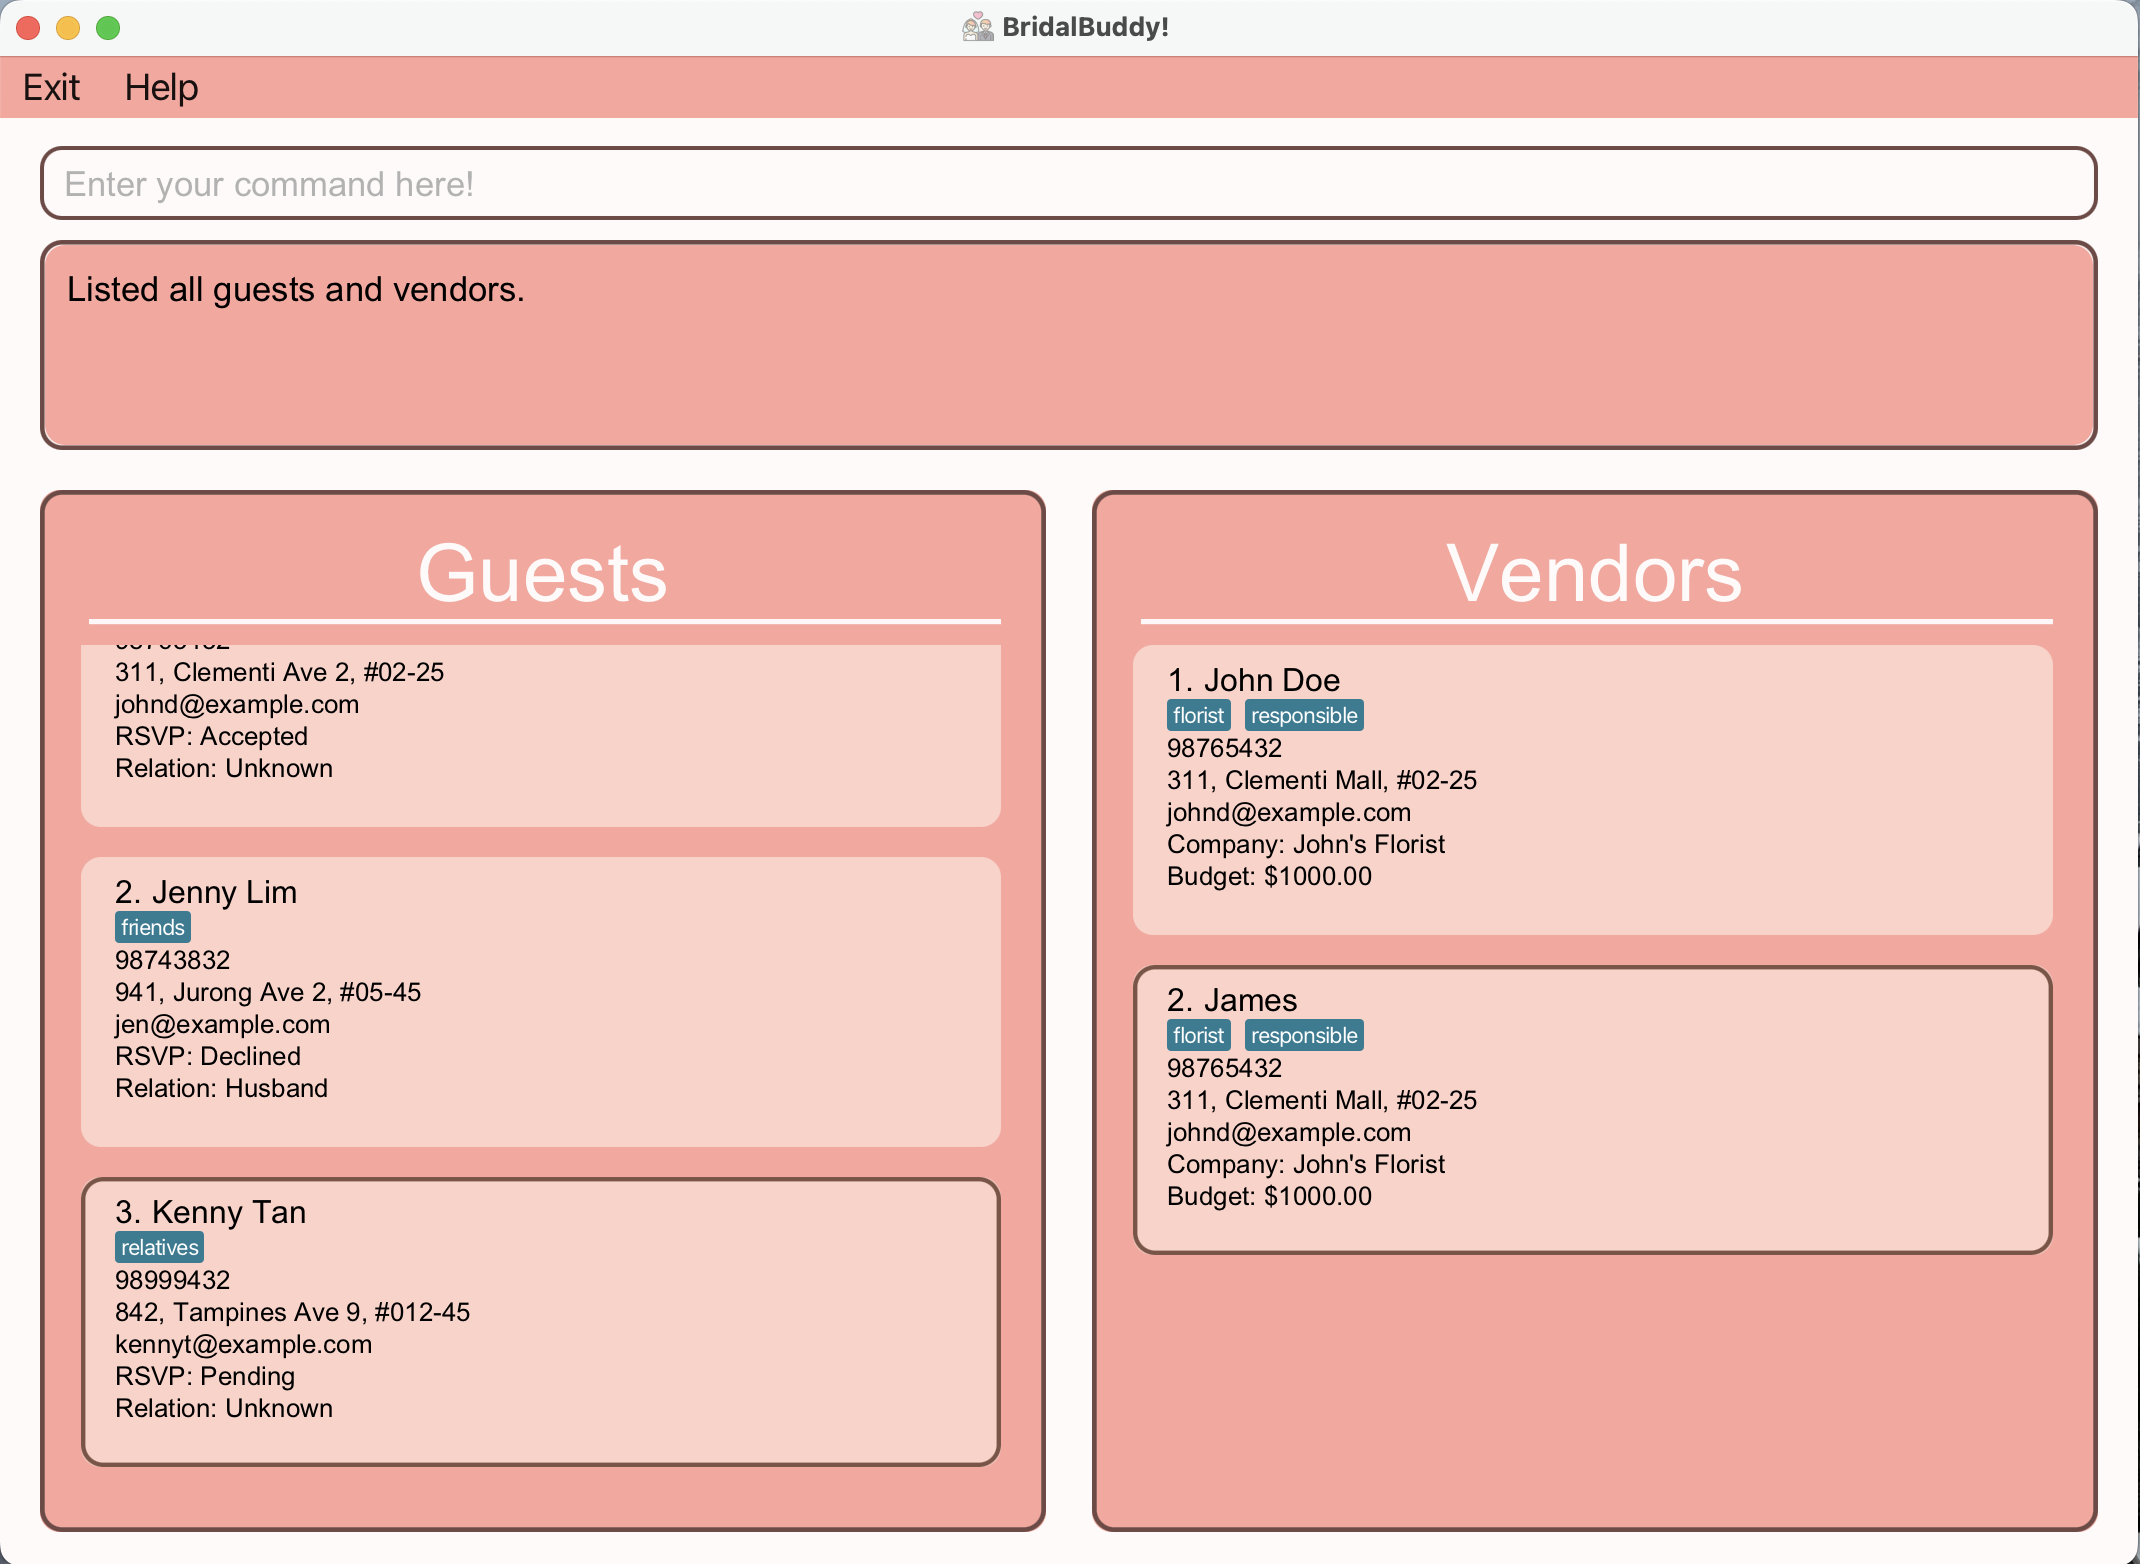 BridalBuddy!
Exit Help
Enter your command here!
Listed all guests and vendors.
Guests
311, Clementi Ave 2, #02-25
johnd@example.com
RSVP: Accepted
Relation: Unknown
2. Jenny Lim
friends
98743832
941, Jurong Ave 2, #05-45
jen@example.com
RSVP: Declined
Relation: Husband
3. Kenny Tan
relatives
98999432
842, Tampines Ave 9, #012-45
kennyt@example.com
RSVP: Pending
Relation: Unknown
Vendors
1. John Doe
florist responsible
98765432
311, Clementi Mall, #02-25
johnd@example.com
Company: John's Florist
Budget: $1000.00
2. James
florist responsible
98765432
311, Clementi Mall, #02-25
johnd@example.com
Company: John's Florist
Budget: $1000.00